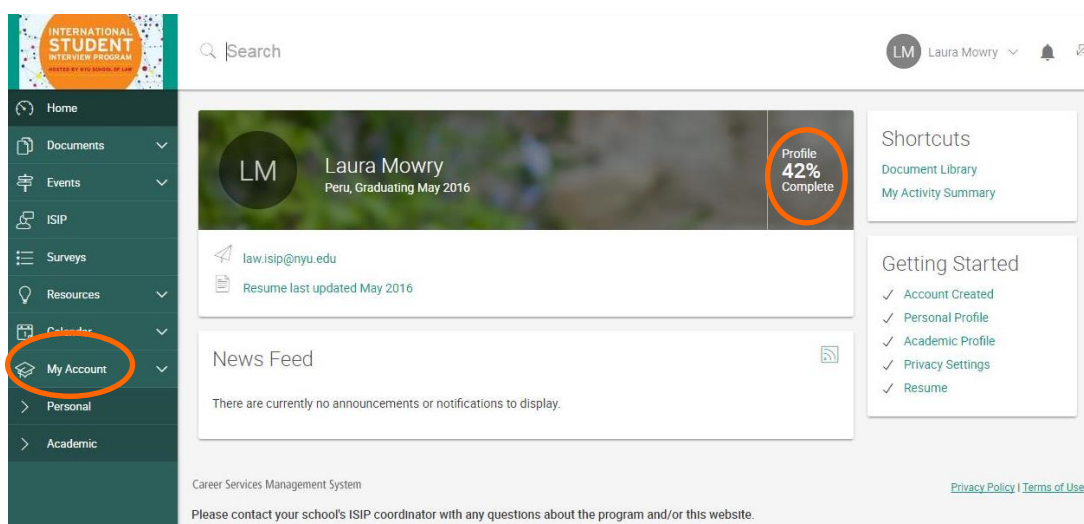 INTERNATIONAL
STUDENT
INTERVIEW PROGRAM
HOSTED BY NYU SCHOOL OF LAW
Search
LM Laura Mowry
Home
Documents
Events
ISIP
Surveys
Resources
Calendar
My Account
Personal
Academic
LM
Laura Mowry
Peru, Graduating May 2016
Profile
42%
Complete
law.isip@nyu.edu
Resume last updated May 2016
News Feed
There are currently no announcements or notifications to display.
Shortcuts
Document Library
My Activity Summary
Getting Started
Account Created
Personal Profile
Academic Profile
Privacy Settings
Resume
Career Services Management System
Privacy Policy | Terms of Use
Please contact your school's ISIP coordinator with any questions about the program and/or this website.